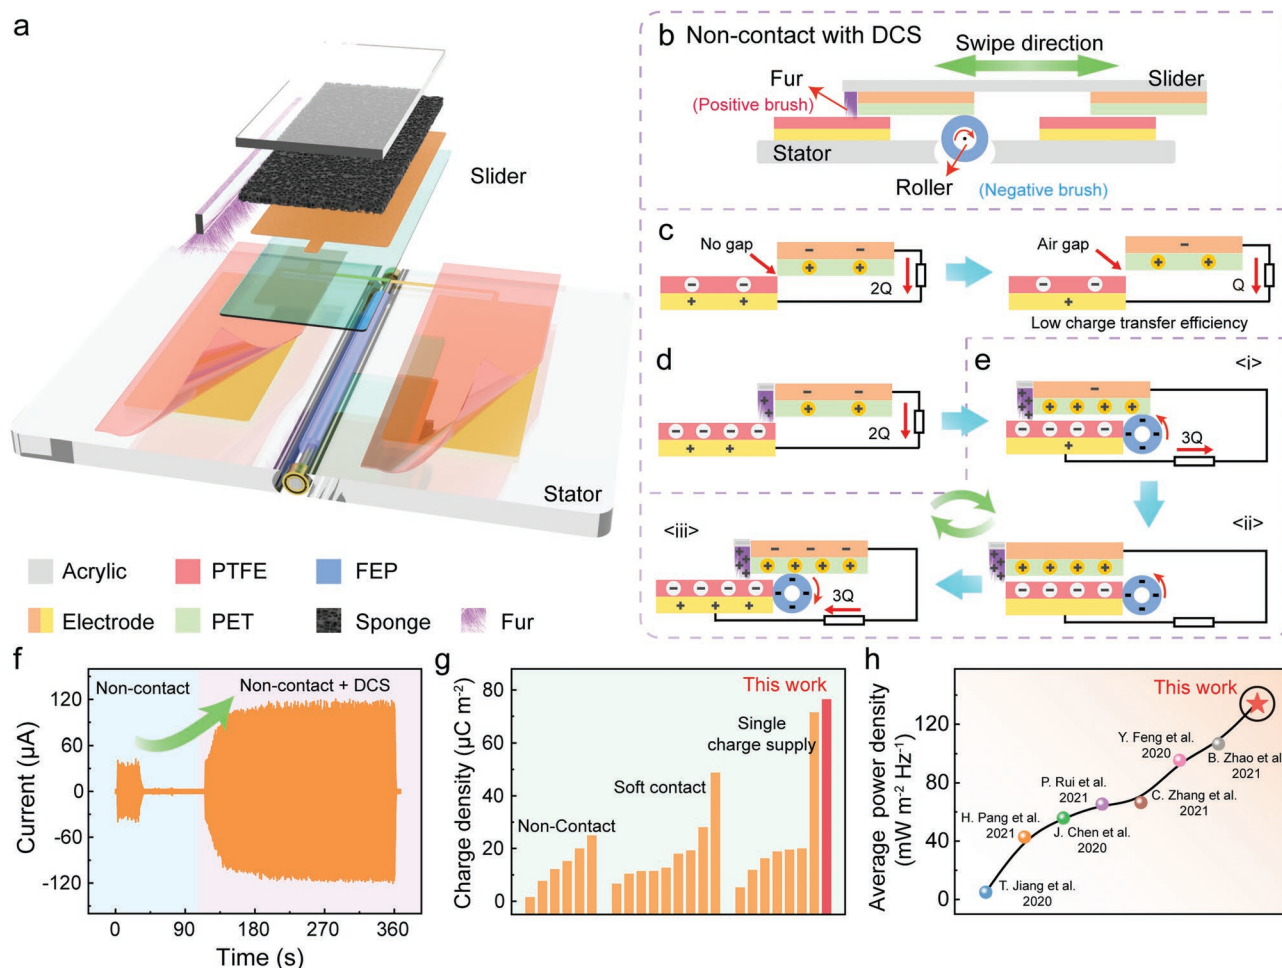 a
Slider
Stator
Acrylic
PTFE
FEP
Electrode
PET
Sponge
Fur
b
Non-contact with DCS
Swipe direction
Fur
(Positive brush)
Slider
Stator
Roller
(Negative brush)
c
No gap
2Q
Air gap
Q
Low charge transfer efficiency
d
2Q
e
<i>
3Q
<ii>
<iii>
3Q
f
Non-contact
Non-contact + DCS
Current (μA)
120
60
0
-60
-120
0
90
180
270
360
Time (s)
g
This work
Single
charge supply
Soft contact
Non-Contact
Charge density (μC m⁻²)
80
60
40
20
0
h
This work
Y. Feng et al.
2020
B. Zhao et al.
2021
P. Rui et al.
2021
C. Zhang et al.
2021
H. Pang et al.
2021
J. Chen et al.
2020
T. Jiang et al.
2020
Average power density
(mW m⁻² Hz⁻¹)
120
80
40
0